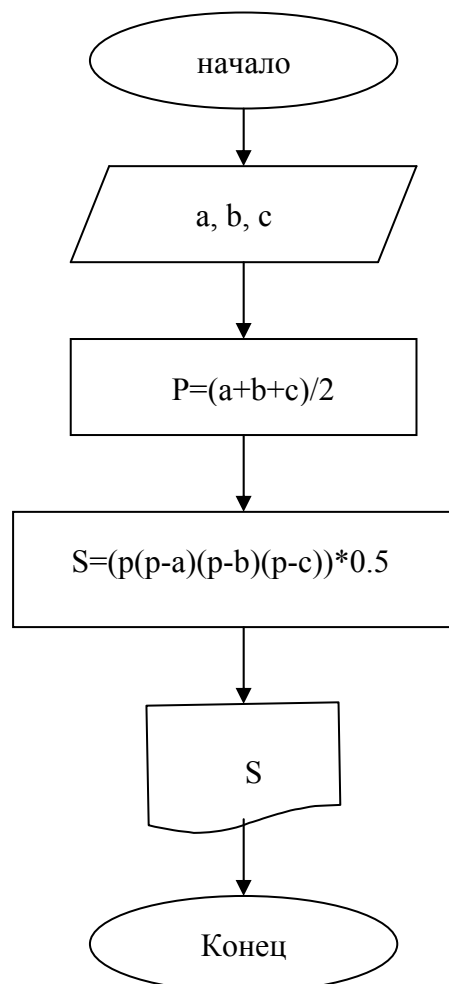 начало
a, b, c
P=(a+b+c)/2
S=(p(p-a)(p-b)(p-c))*0.5
S
Конец